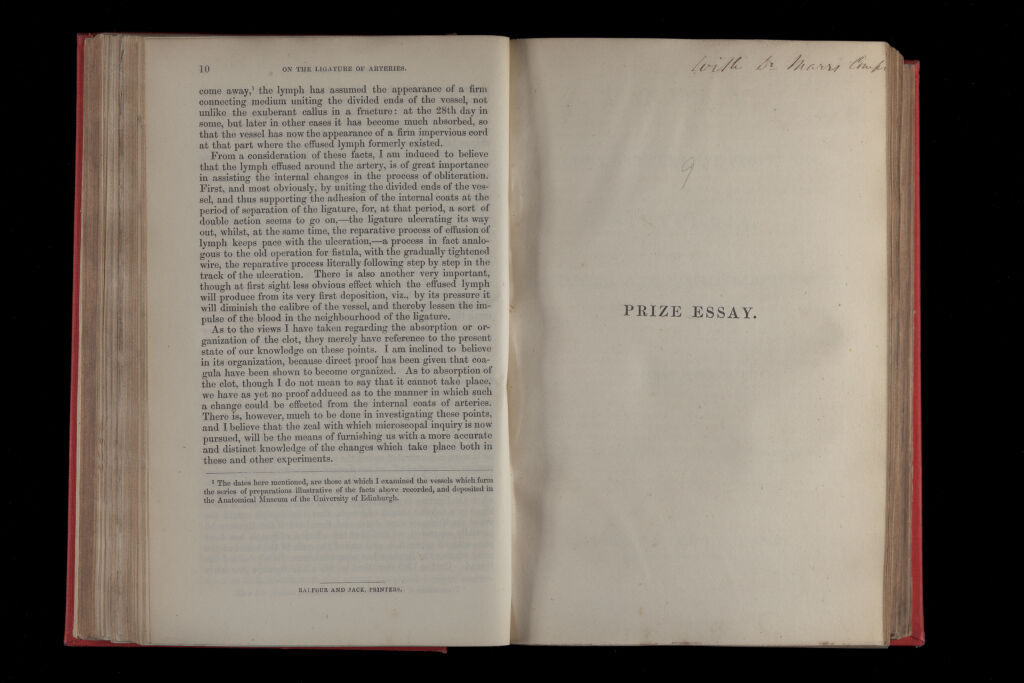 10 ON THE LIGATURE OF ARTERIES.
come away,¹ the lymph has assumed the appearance of a firm
connecting medium uniting the divided ends of the vessel, not
unlike the exuberant callus in a fracture: at the 28th day in
some, but later in other cases it has become much absorbed, so
that the vessel has now the appearance of a firm impervious cord
at that part where the effused lymph formerly existed.
From a consideration of these facts, I am induced to believe
that the lymph effused around the artery, is of great importance
in assisting the internal changes in the process of obliteration.
First, and most obviously, by uniting the divided ends of the ves-
sel, and thus supporting the adhesion of the internal coats at the
period of separation of the ligature, for, at that period, a sort of
double action seems to go on,—the ligature ulcerating its way
out, whilst, at the same time, the reparative process of effusion of
lymph keeps pace with the ulceration,—a process in fact analo-
gous to the old operation for fistula, with the gradually tightened
wire, the reparative process literally following step by step in the
track of the ulceration. There is also another very important,
though at first sight less obvious effect which the effused lymph
will produce from its very first deposition, viz., by its pressure it
will diminish the calibre of the vessel, and thereby lessen the im-
pulse of the blood in the neighbourhood of the ligature.
As to the views I have taken regarding the absorption or or-
ganization of the clot, they merely have reference to the present
state of our knowledge on these points. I am inclined to believe
in its organization, because direct proof has been given that coa-
gula have been shown to become organized. As to absorption of
the clot, though I do not mean to say that it cannot take place,
we have as yet no proof adduced as to the manner in which such
a change could be effected from the internal coats of arteries.
There is, however, much to be done in investigating these points,
and I believe that the zeal with which microscopal inquiry is now
pursued, will be the means of furnishing us with a more accurate
and distinct knowledge of the changes which take place both in
these and other experiments.
¹ The dates here mentioned, are those at which I examined the vessels which form
the series of preparations illustrative of the facts above recorded, and deposited in
the Anatomical Museum of the University of Edinburgh.
BALFOUR AND JACK, PRINTERS.
With Dr Marrs
9
PRIZE ESSAY.